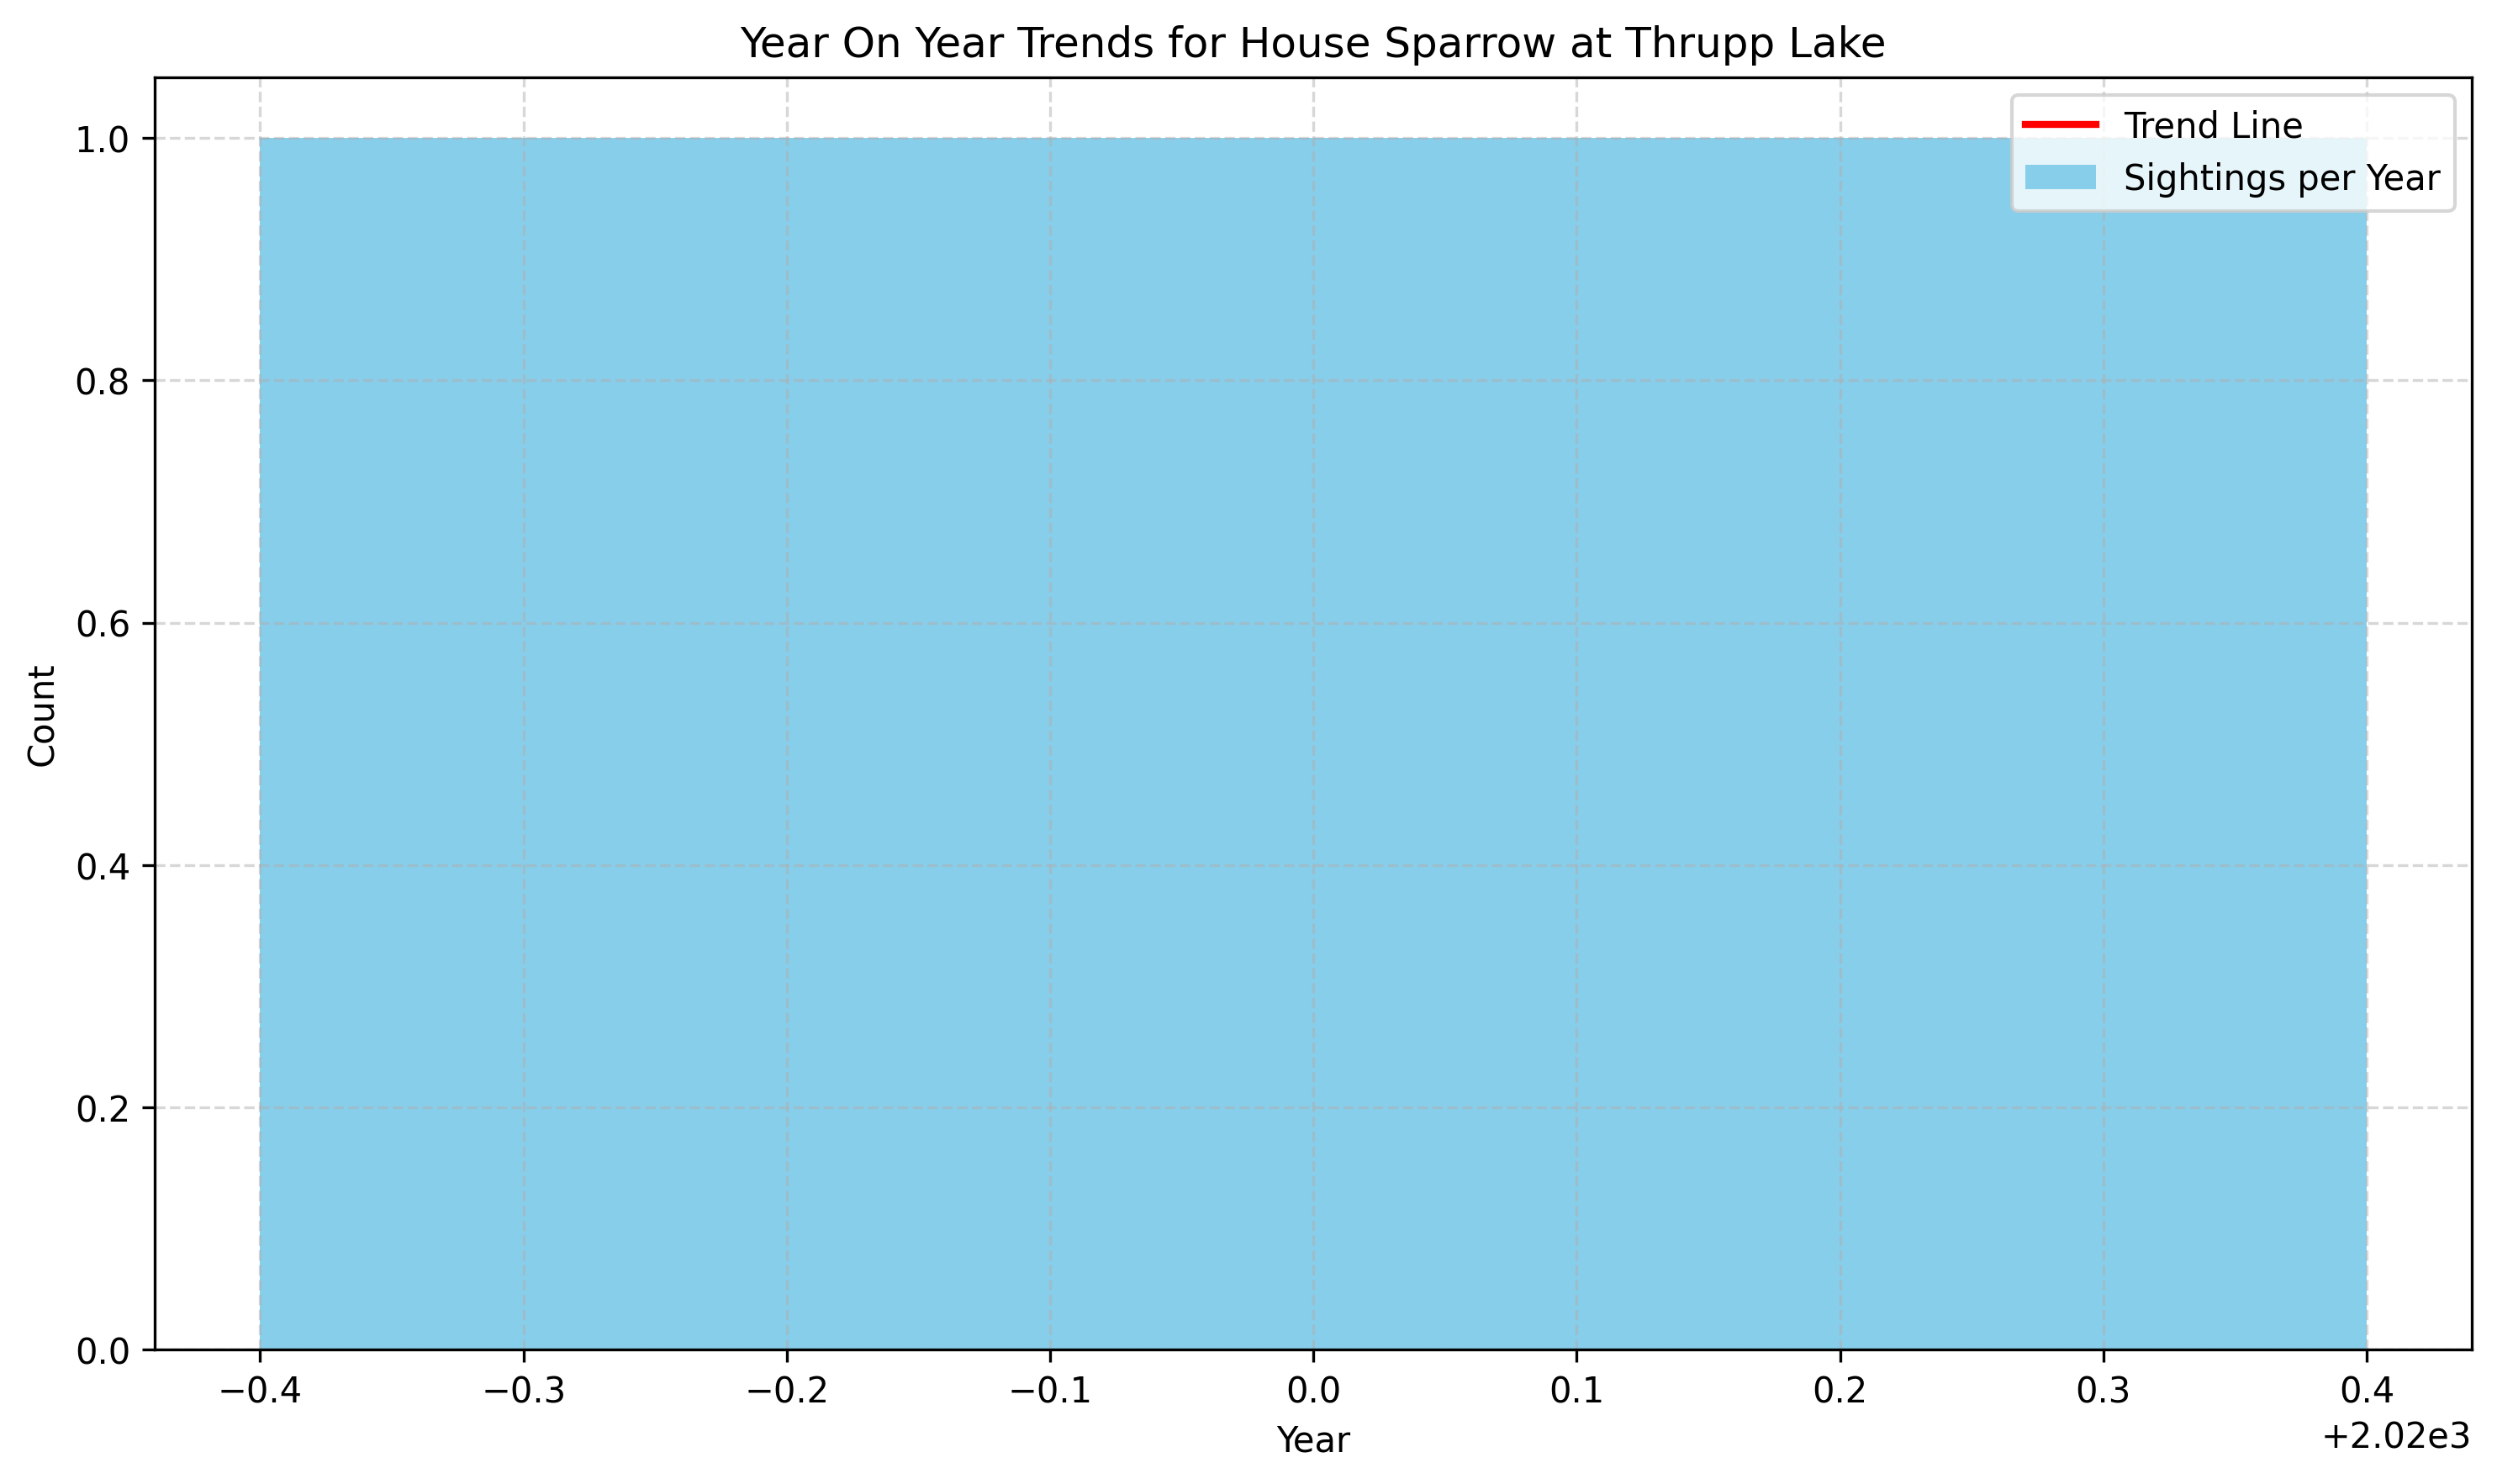 Year On Year Trends for House Sparrow at Thrupp Lake
Trend Line
Sightings per Year
1.0
0.8
0.6
0.4
0.2
0.0
Count
−0.4 −0.3 −0.2 −0.1 0.0 0.1 0.2 0.3 0.4
+2.02e3
Year